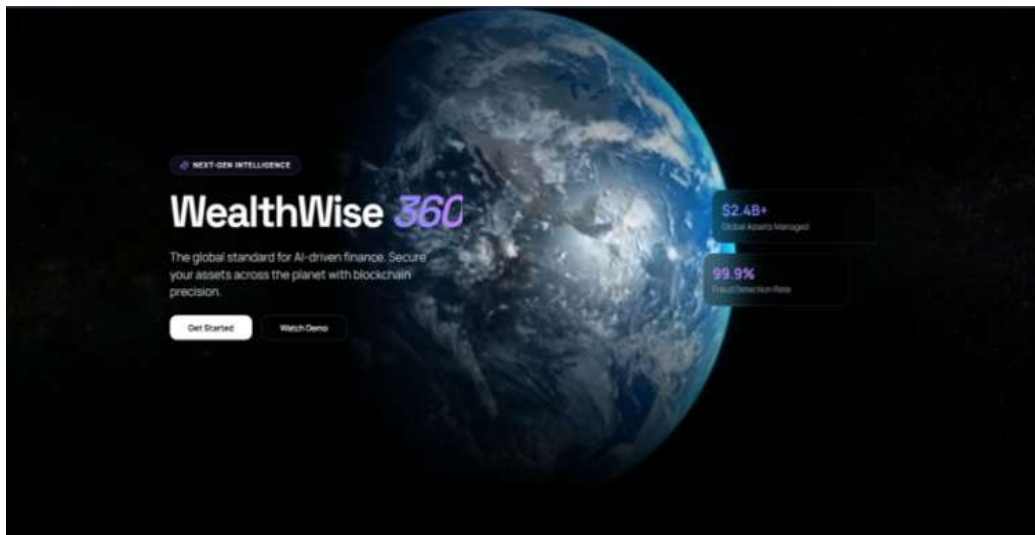 NEXT-GEN INTELLIGENCE
WealthWise 360
The global standard for AI-driven finance. Secure
your assets across the planet with blockchain
precision.
Get Started
Watch Demo
$2.4B+
Global Assets Managed
99.9%
Fraud Detection Rate